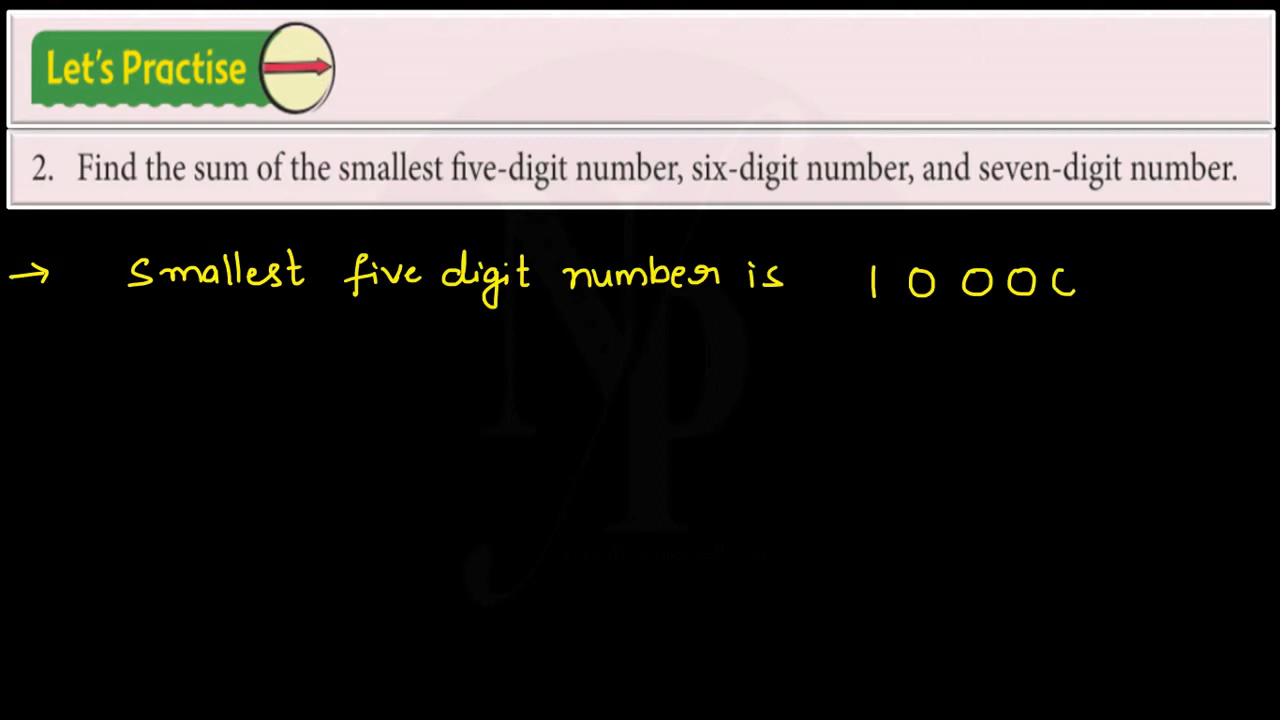 Let's Practise
2. Find the sum of the smallest five-digit number, six-digit number, and seven-digit number.
→ Smallest five digit number is 1 0 0 0 C